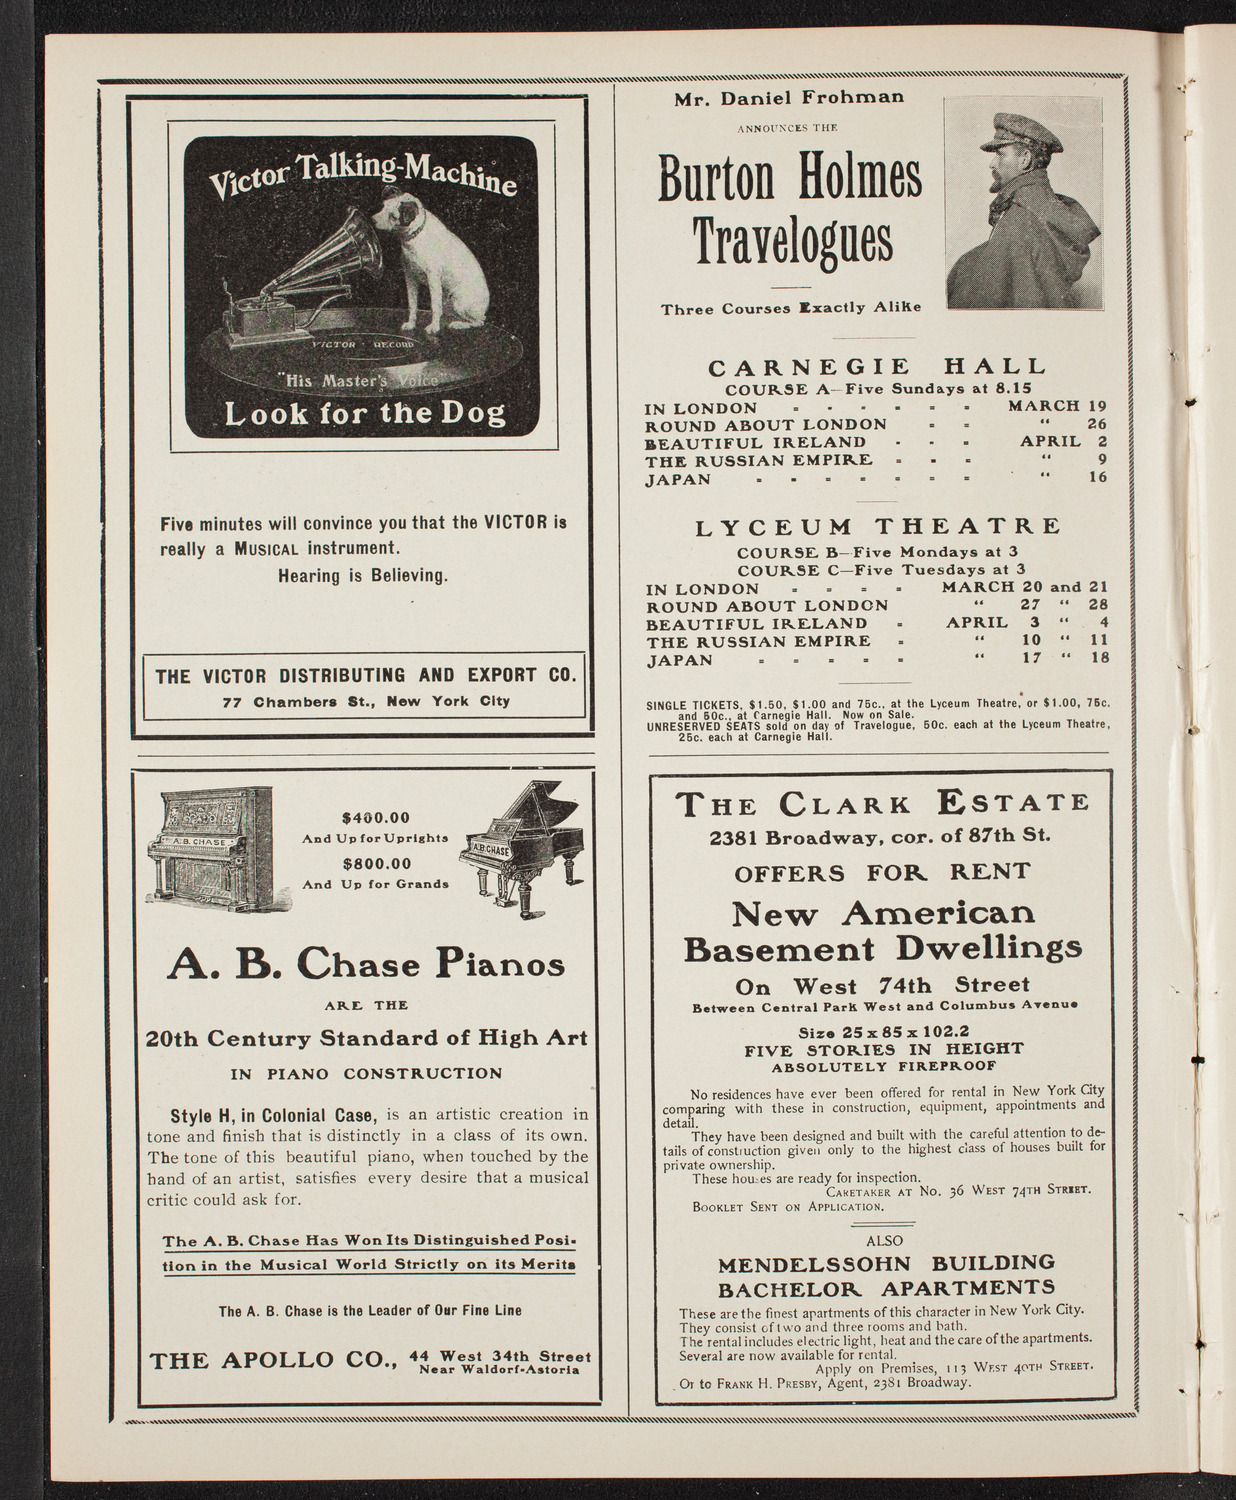 Victor Talking-Machine
VICTOR · RECORD
"His Master's Voice"
Look for the Dog
Five minutes will convince you that the VICTOR is
really a MUSICAL instrument.
Hearing is Believing.
THE VICTOR DISTRIBUTING AND EXPORT CO.
77 Chambers St., New York City
A. B. CHASE
$400.00
And Up for Uprights
$800.00
And Up for Grands
A.B.CHASE
A. B. Chase Pianos
ARE THE
20th Century Standard of High Art
IN PIANO CONSTRUCTION
Style H, in Colonial Case, is an artistic creation in
tone and finish that is distinctly in a class of its own.
The tone of this beautiful piano, when touched by the
hand of an artist, satisfies every desire that a musical
critic could ask for.
The A. B. Chase Has Won Its Distinguished Posi-
tion in the Musical World Strictly on its Merits
The A. B. Chase is the Leader of Our Fine Line
THE APOLLO CO., 44 West 34th Street
Near Waldorf-Astoria
Mr. Daniel Frohman
ANNOUNCES THE
Burton Holmes
Travelogues
Three Courses Exactly Alike
CARNEGIE HALL
COURSE A—Five Sundays at 8.15
IN LONDON - - - - - - MARCH 19
ROUND ABOUT LONDON - - " 26
BEAUTIFUL IRELAND - - - APRIL 2
THE RUSSIAN EMPIRE - - - " 9
JAPAN - - - - - - - " 16
LYCEUM THEATRE
COURSE B—Five Mondays at 3
COURSE C—Five Tuesdays at 3
IN LONDON - - - - MARCH 20 and 21
ROUND ABOUT LONDON " 27 " 28
BEAUTIFUL IRELAND - APRIL 3 " 4
THE RUSSIAN EMPIRE - " 10 " 11
JAPAN - - - - - " 17 " 18
SINGLE TICKETS, $1.50, $1.00 and 75c., at the Lyceum Theatre, or $1.00, 75c.
and 50c., at Carnegie Hall. Now on Sale.
UNRESERVED SEATS sold on day of Travelogue, 50c. each at the Lyceum Theatre,
25c. each at Carnegie Hall.
THE CLARK ESTATE
2381 Broadway, cor. of 87th St.
OFFERS FOR RENT
New American
Basement Dwellings
On West 74th Street
Between Central Park West and Columbus Avenue
Size 25 x 85 x 102.2
FIVE STORIES IN HEIGHT
ABSOLUTELY FIREPROOF
No residences have ever been offered for rental in New York City
comparing with these in construction, equipment, appointments and
detail.
They have been designed and built with the careful attention to de-
tails of construction given only to the highest class of houses built for
private ownership.
These houses are ready for inspection.
CARETAKER AT No. 36 WEST 74TH STREET.
BOOKLET SENT ON APPLICATION.
ALSO
MENDELSSOHN BUILDING
BACHELOR APARTMENTS
These are the finest apartments of this character in New York City.
They consist of two and three rooms and bath.
The rental includes electric light, heat and the care of the apartments.
Several are now available for rental.
Apply on Premises, 113 WEST 40TH STREET.
Or to FRANK H. PRESBY, Agent, 2381 Broadway.